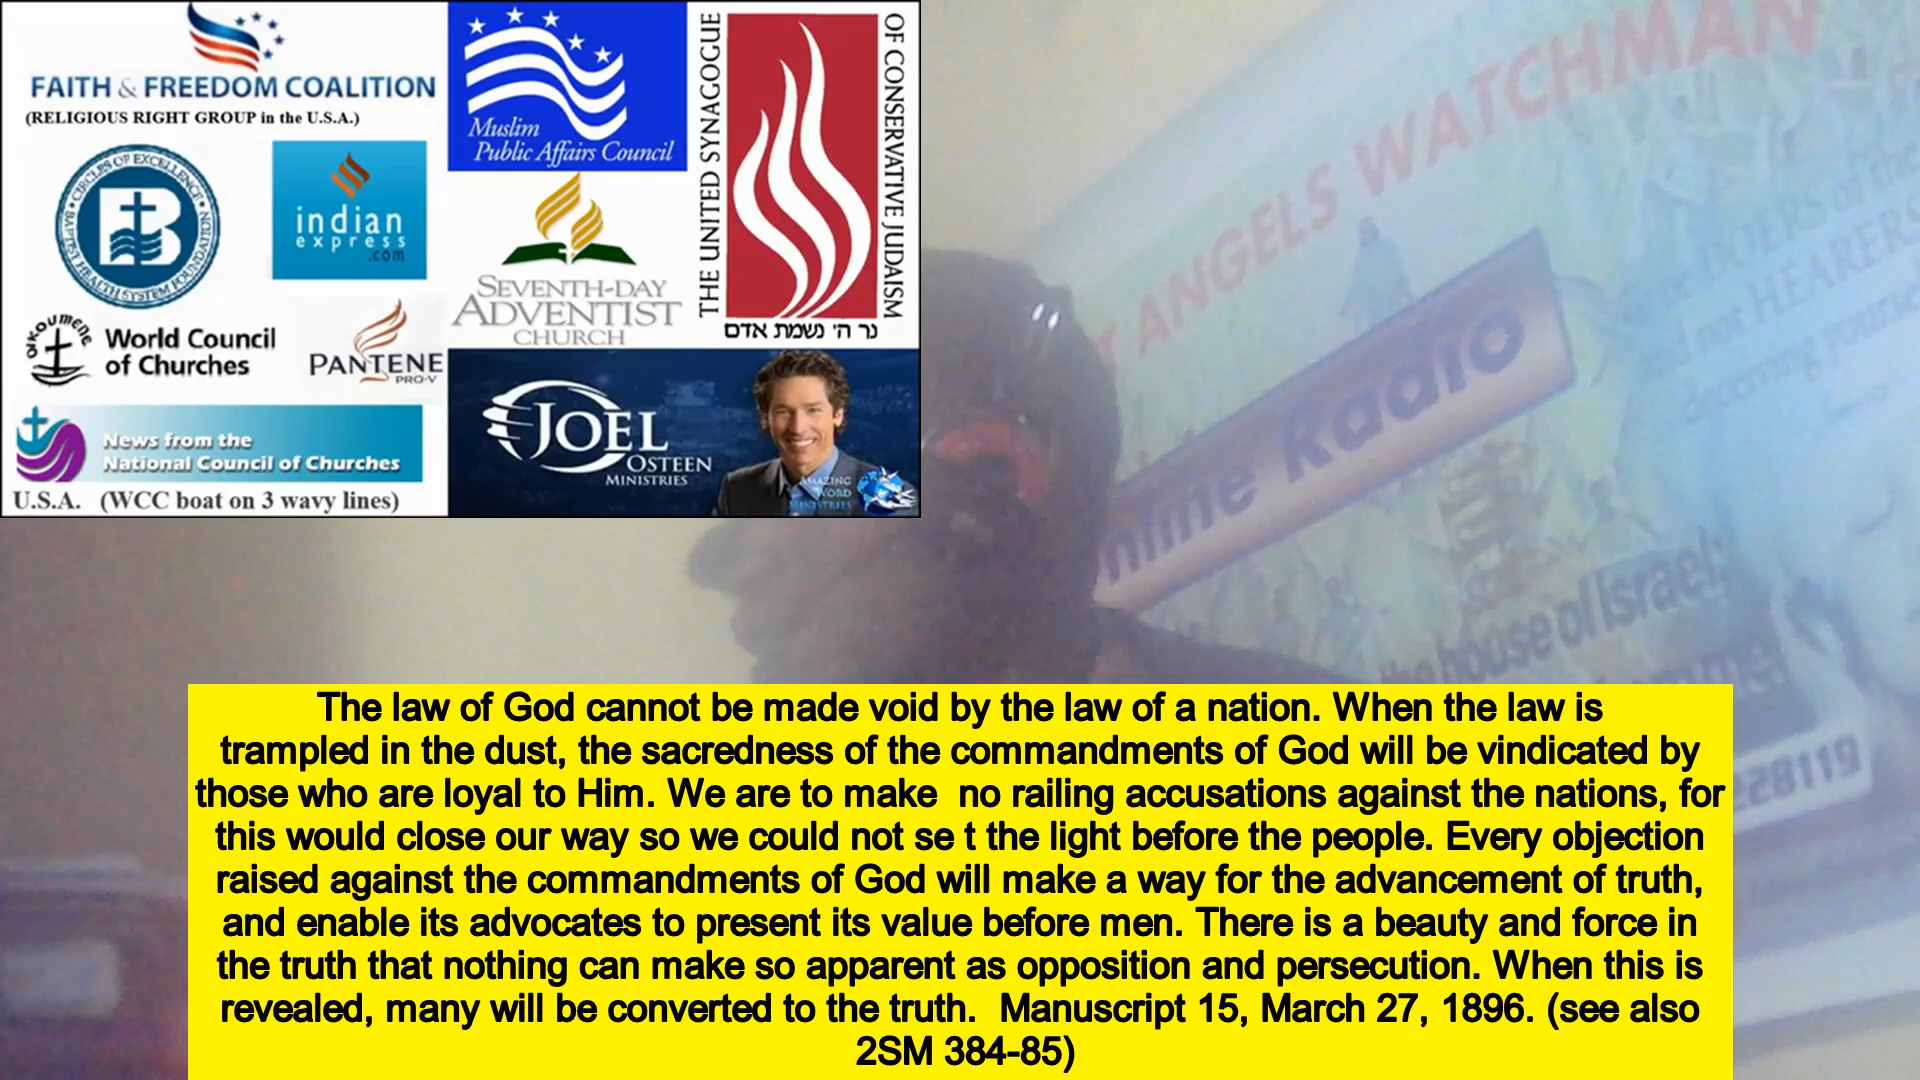 FAITH & FREEDOM COALITION
(RELIGIOUS RIGHT GROUP in the U.S.A.)
Muslim
Public Affairs Council
THE UNITED SYNAGOGUE
OF CONSERVATIVE JUDAISM
נר ה' נשמת אדם
CIRCLES OF EXCELLENCE
B
BAPTIST HEALTH SYSTEM FOUNDATION
indian
express
.com
SEVENTH-DAY
ADVENTIST
CHURCH
OIKOUMENE
World Council
of Churches
PANTENE
PRO-V
News from the
National Council of Churches
U.S.A. (WCC boat on 3 wavy lines)
JOEL
OSTEEN
MINISTRIES
AMAZING
WORD
MINISTRIES
ANGELS WATCHMAN
nline Radio
DOERS of the
not HEARERS
deceiving yourse
the house of Israel
228119
The law of God cannot be made void by the law of a nation. When the law is
trampled in the dust, the sacredness of the commandments of God will be vindicated by
those who are loyal to Him. We are to make  no railing accusations against the nations, for
this would close our way so we could not se t the light before the people. Every objection
raised against the commandments of God will make a way for the advancement of truth,
and enable its advocates to present its value before men. There is a beauty and force in
the truth that nothing can make so apparent as opposition and persecution. When this is
revealed, many will be converted to the truth.  Manuscript 15, March 27, 1896. (see also
2SM 384-85)